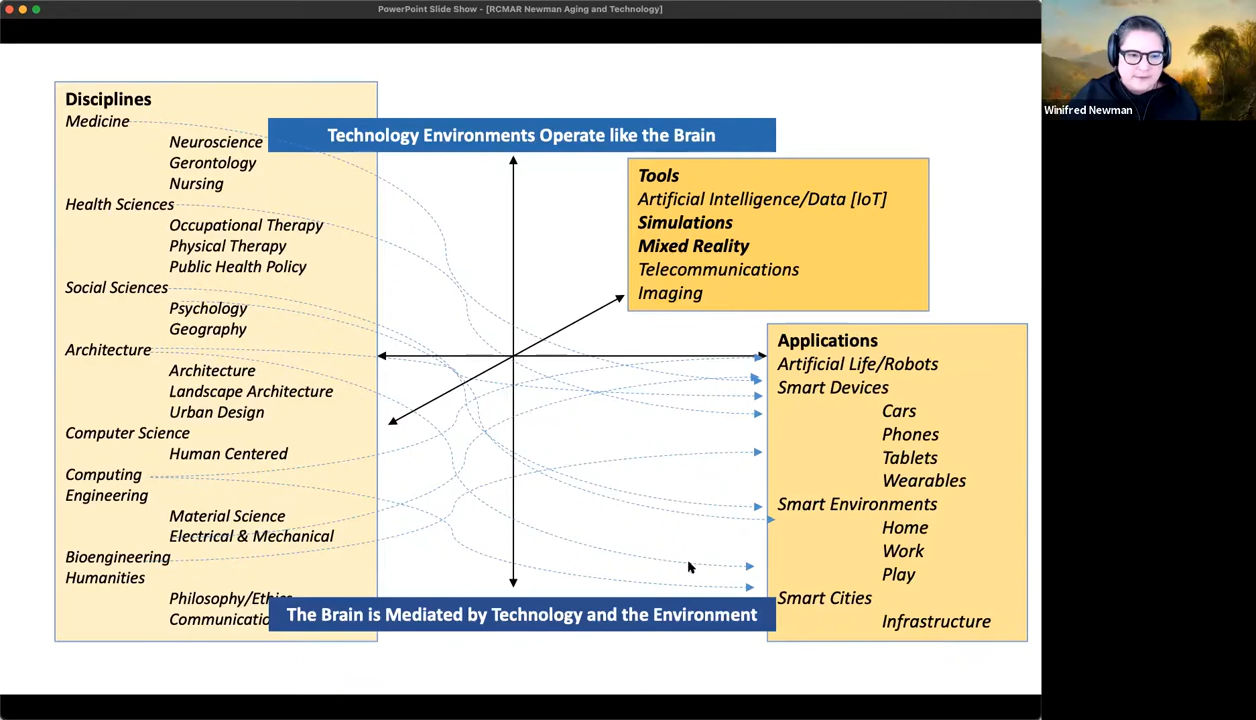 PowerPoint Slide Show - [RCMAR Newman Aging and Technology]
Winifred Newman
Disciplines
Medicine
Neuroscience
Gerontology
Nursing
Health Sciences
Occupational Therapy
Physical Therapy
Public Health Policy
Social Sciences
Psychology
Geography
Architecture
Architecture
Landscape Architecture
Urban Design
Computer Science
Human Centered
Computing
Engineering
Material Science
Electrical & Mechanical
Bioengineering
Humanities
Philosophy/Ethics
Communicatio
Technology Environments Operate like the Brain
Tools
Artificial Intelligence/Data [IoT]
Simulations
Mixed Reality
Telecommunications
Imaging
Applications
Artificial Life/Robots
Smart Devices
Cars
Phones
Tablets
Wearables
Smart Environments
Home
Work
Play
Smart Cities
Infrastructure
The Brain is Mediated by Technology and the Environment